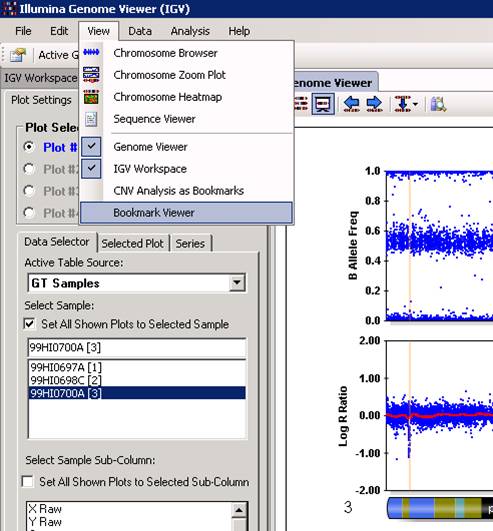 Illumina Genome Viewer (IGV)
File Edit View Data Analysis Help
Active G
Chromosome Browser
Chromosome Zoom Plot
Chromosome Heatmap
Sequence Viewer
Genome Viewer
IGV Workspace
CNV Analysis as Bookmarks
Bookmark Viewer
IGV Workspace
enome Viewer
Plot Settings
Plot Sele
Plot #
Plot #2
Plot #3
Plot #4
Data Selector Selected Plot Series
Active Table Source:
GT Samples
Select Sample:
Set All Shown Plots to Selected Sample
99HI0700A [3]
99HI0697A [1]
99HI0698C [2]
99HI0700A [3]
Select Sample Sub-Column:
Set All Shown Plots to Selected Sub-Column
X Raw
Y Raw
B Allele Freq
1.0
0.8
0.6
0.4
0.2
0.0
Log R Ratio
2.00
1.00
0.00
-1.00
-2.00
3
p